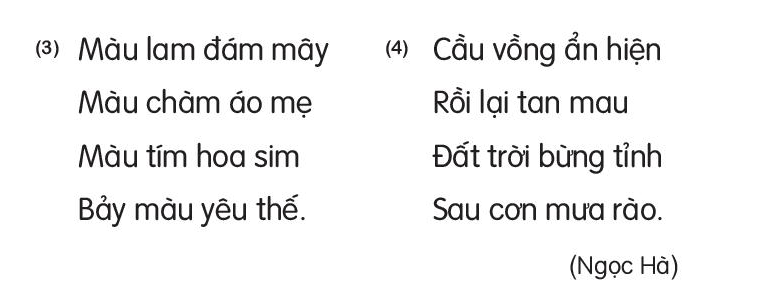 (3) Màu lam đám mây
Màu chàm áo mẹ
Màu tím hoa sim
Bảy màu yêu thế.
(4) Cầu vồng ẩn hiện
Rồi lại tan mau
Đất trời bừng tỉnh
Sau cơn mưa rào.
(Ngọc Hà)